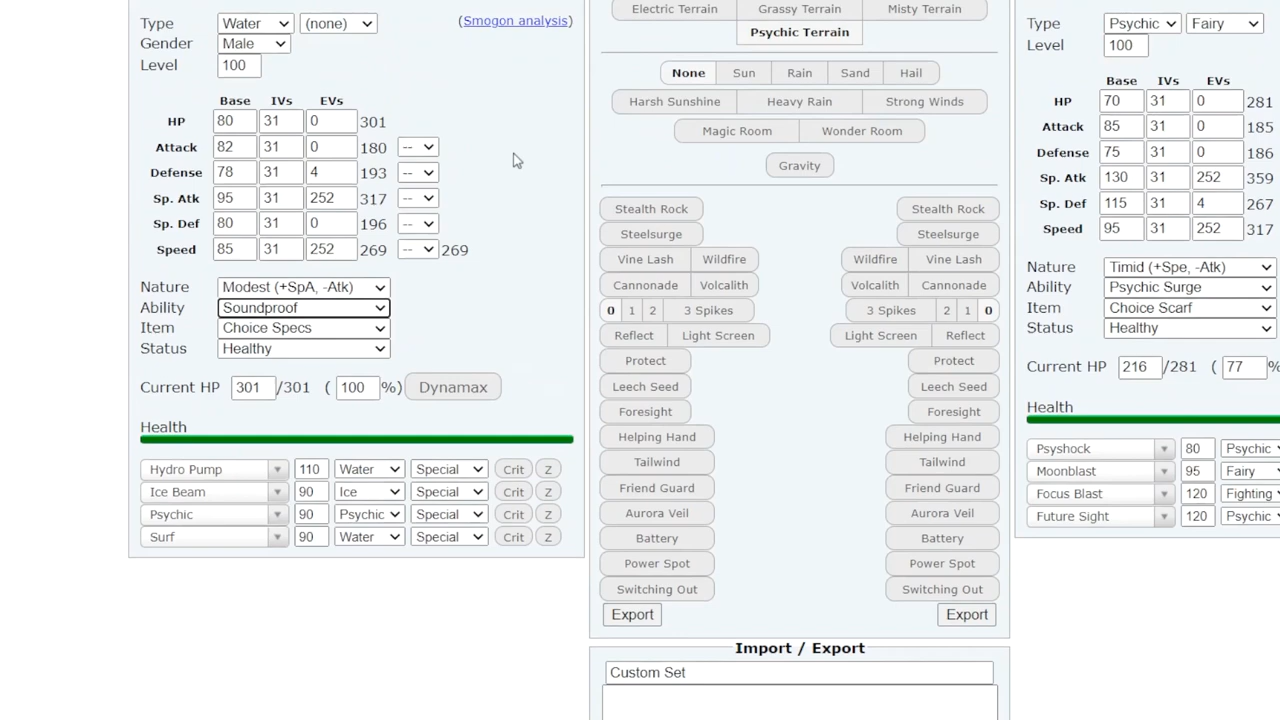 Type Water (none) (Smogon analysis)
Gender Male
Level 100
Base IVs EVs
HP 80 31 0 301
Attack 82 31 0 180 --
Defense 78 31 4 193 --
Sp. Atk 95 31 252 317 --
Sp. Def 80 31 0 196 --
Speed 85 31 252 269 -- 269
Nature Modest (+SpA, -Atk)
Ability Soundproof
Item Choice Specs
Status Healthy
Current HP 301 /301 ( 100 %) Dynamax
Health
Hydro Pump 110 Water Special Crit Z
Ice Beam 90 Ice Special Crit Z
Psychic 90 Psychic Special Crit Z
Surf 90 Water Special Crit Z
Electric Terrain Grassy Terrain Misty Terrain
Psychic Terrain
None Sun Rain Sand Hail
Harsh Sunshine Heavy Rain Strong Winds
Magic Room Wonder Room
Gravity
Stealth Rock Stealth Rock
Steelsurge Steelsurge
Vine Lash Wildfire Wildfire Vine Lash
Cannonade Volcalith Volcalith Cannonade
0 1 2 3 Spikes 3 Spikes 2 1 0
Reflect Light Screen Light Screen Reflect
Protect Protect
Leech Seed Leech Seed
Foresight Foresight
Helping Hand Helping Hand
Tailwind Tailwind
Friend Guard Friend Guard
Aurora Veil Aurora Veil
Battery Battery
Power Spot Power Spot
Switching Out Switching Out
Export Export
Import / Export
Custom Set
Type Psychic Fairy
Level 100
Base IVs EVs
HP 70 31 0 281
Attack 85 31 0 185
Defense 75 31 0 186
Sp. Atk 130 31 252 359
Sp. Def 115 31 4 267
Speed 95 31 252 317
Nature Timid (+Spe, -Atk)
Ability Psychic Surge
Item Choice Scarf
Status Healthy
Current HP 216 /281 ( 77 %
Health
Psyshock 80 Psychic
Moonblast 95 Fairy
Focus Blast 120 Fighting
Future Sight 120 Psychic